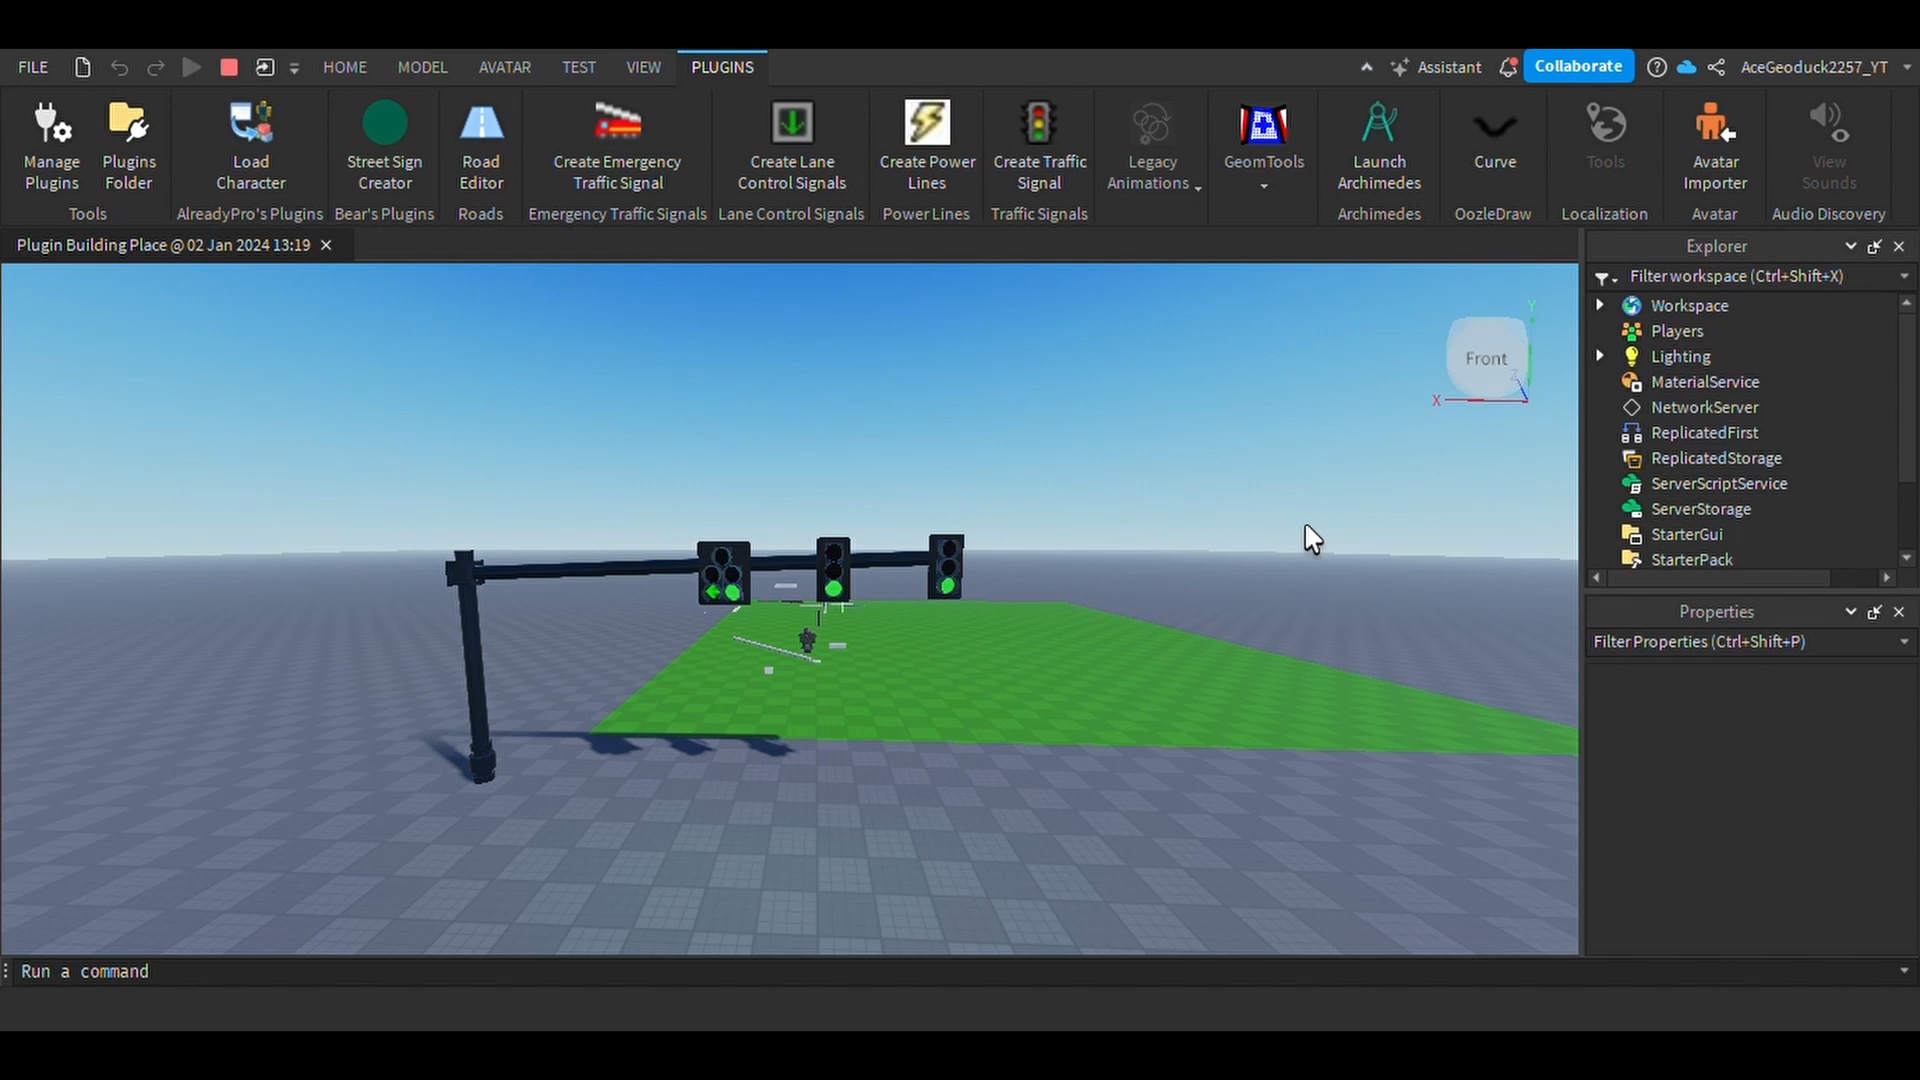 FILE HOME MODEL AVATAR TEST VIEW PLUGINS Assistant Collaborate AceGeoduck2257_YT
Manage Plugins
Plugins Folder
Load Character
Street Sign Creator
Road Editor
Create Emergency Traffic Signal
Create Lane Control Signals
Create Power Lines
Create Traffic Signal
Legacy Animations
GeomTools
Launch Archimedes
Curve
Tools
Avatar Importer
View Sounds
Tools AlreadyPro's Plugins Bear's Plugins Roads Emergency Traffic Signals Lane Control Signals Power Lines Traffic Signals Archimedes OozleDraw Localization Avatar Audio Discovery
Plugin Building Place @ 02 Jan 2024 13:19
Explorer
Filter workspace (Ctrl+Shift+X)
Workspace
Players
Lighting
MaterialService
NetworkServer
ReplicatedFirst
ReplicatedStorage
ServerScriptService
ServerStorage
StarterGui
StarterPack
Y
Front
Z
X
Properties
Filter Properties (Ctrl+Shift+P)
Run a command